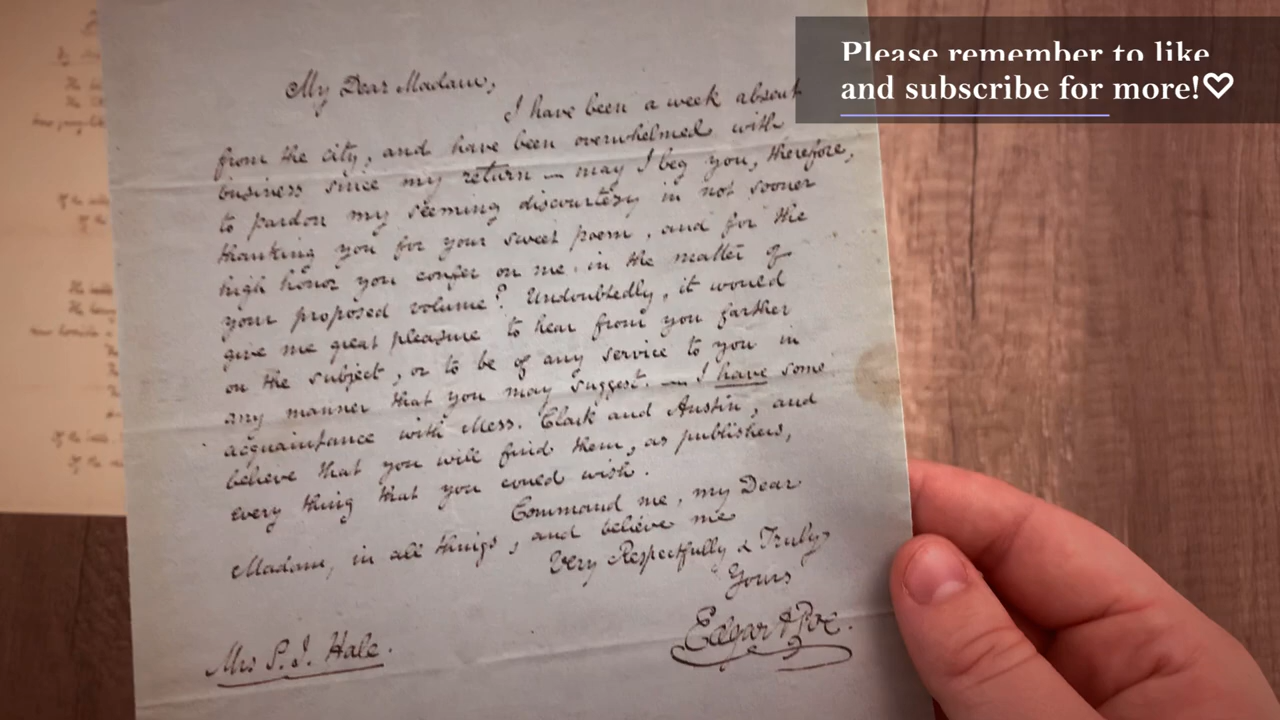 Please remember to like
and subscribe for more!♡
My Dear Madam,
I have been a week absent
from the city, and have been overwhelmed with
business since my return — may I beg you, therefore,
to pardon my seeming discourtesy in not sooner
thanking you for your sweet poem, and for the
high honor you confer on me, in the matter of
your proposed volume? Undoubtedly, it would
give me great pleasure to hear from you farther
on the subject, or to be of any service to you in
any manner that you may suggest. — I have some
acquaintance with Mess. Clark and Austin, and
believe that you will find them, as publishers,
every thing that you could wish.
Command me, my Dear
Madam, in all things, and believe me
Very Respectfully & Truly
Yours
Edgar A Poe.
Mrs S. J. Hale.